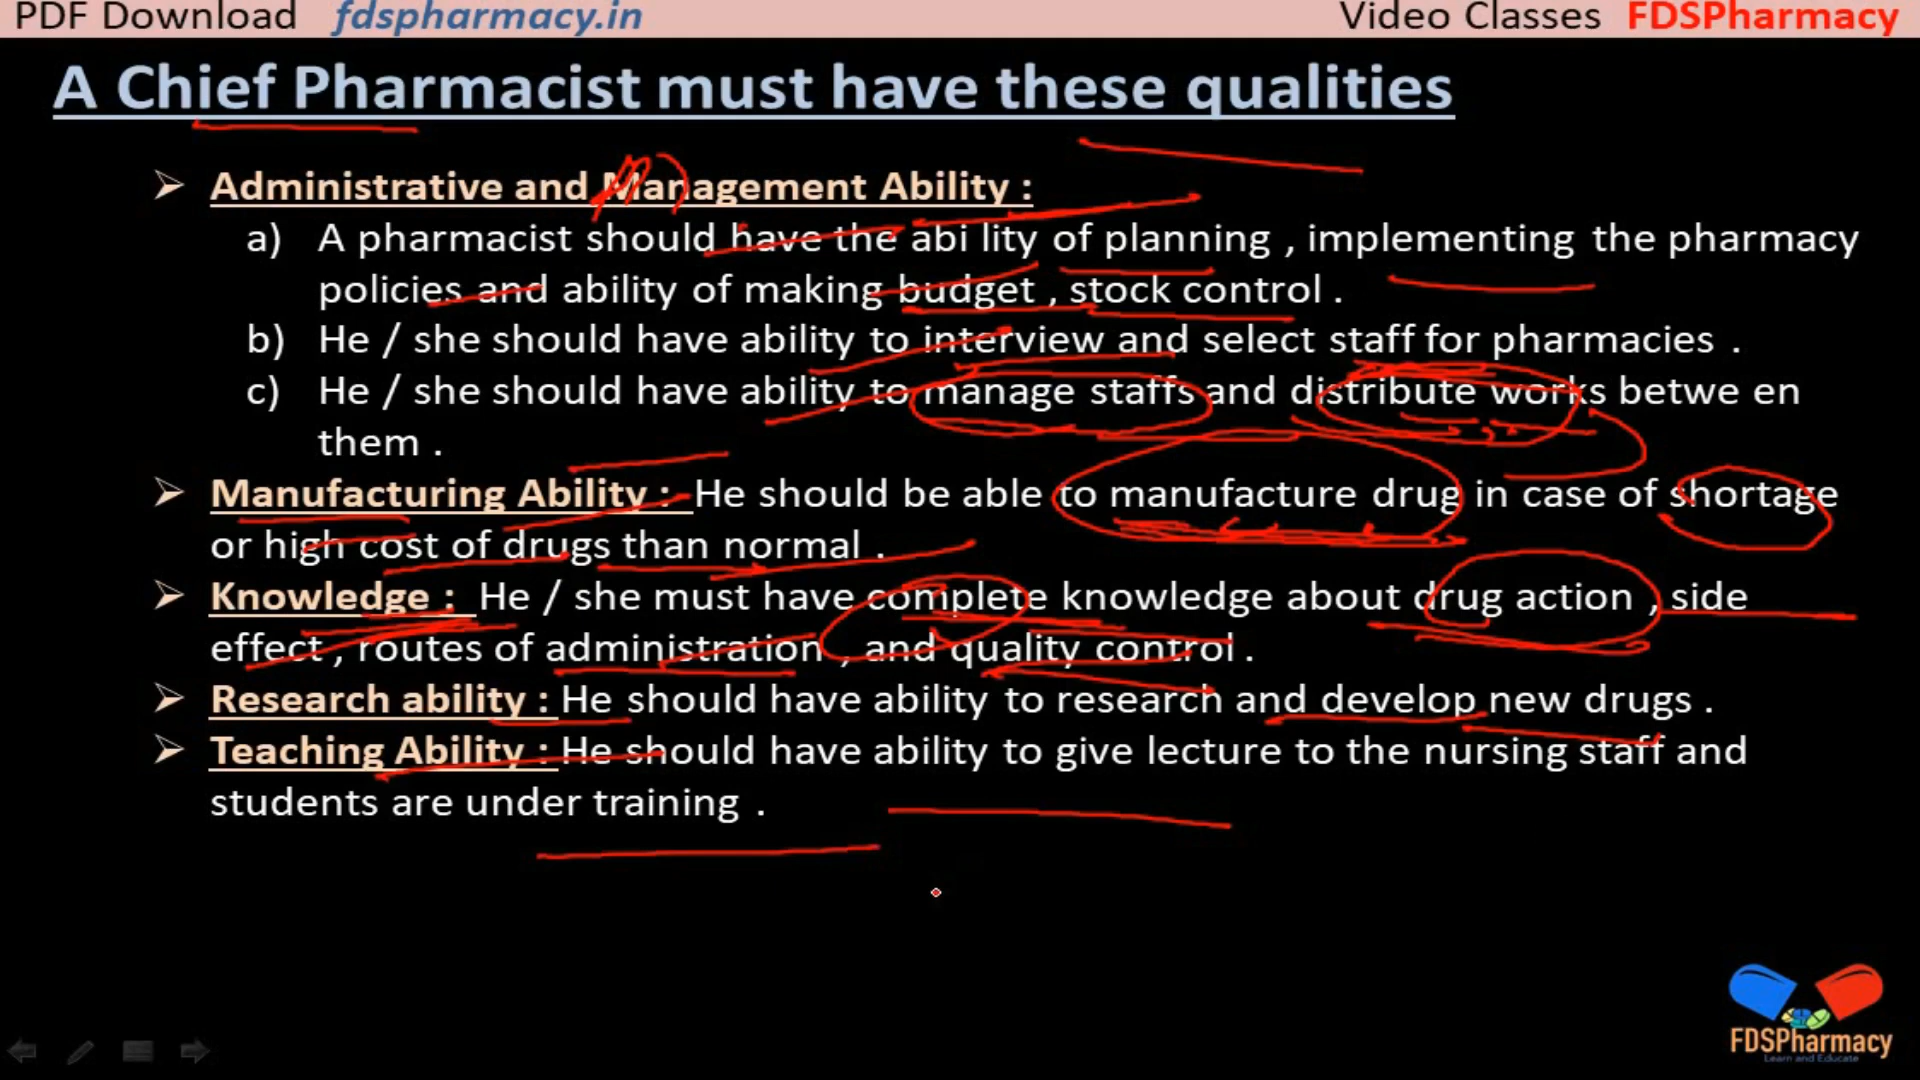 PDF Download fdspharmacy.in Video Classes FDSPharmacy
A Chief Pharmacist must have these qualities
➢ Administrative and Management Ability :
a) A pharmacist should have the abi lity of planning , implementing the pharmacy
policies and ability of making budget , stock control .
b) He / she should have ability to interview and select staff for pharmacies .
c) He / she should have ability to manage staffs and distribute works betwe en
them .
➢ Manufacturing Ability : He should be able to manufacture drug in case of shortage
or high cost of drugs than normal .
➢ Knowledge : He / she must have complete knowledge about drug action , side
effect , routes of administration , and quality control .
➢ Research ability : He should have ability to research and develop new drugs .
➢ Teaching Ability : He should have ability to give lecture to the nursing staff and
students are under training .
FDSPharmacy
Learn and Educate